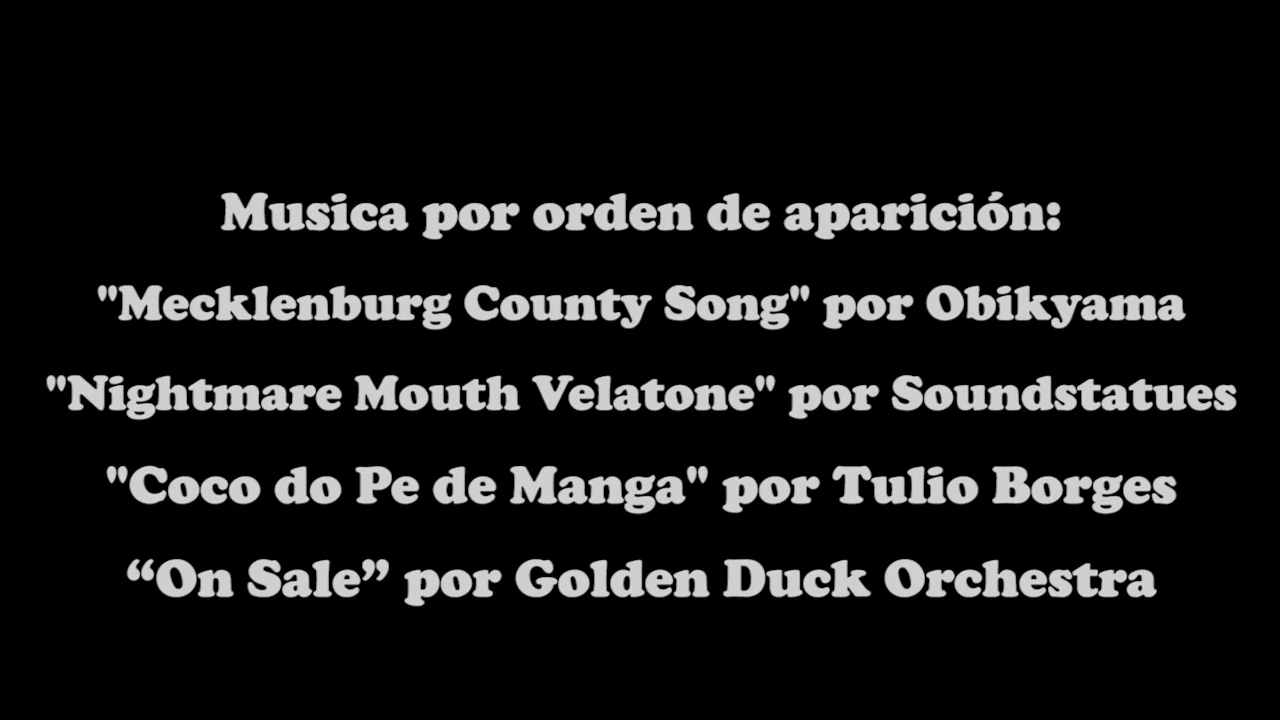 Musica por orden de aparición:
"Mecklenburg County Song" por Obikyama
"Nightmare Mouth Velatone" por Soundstatues
"Coco do Pe de Manga" por Tulio Borges
“On Sale” por Golden Duck Orchestra